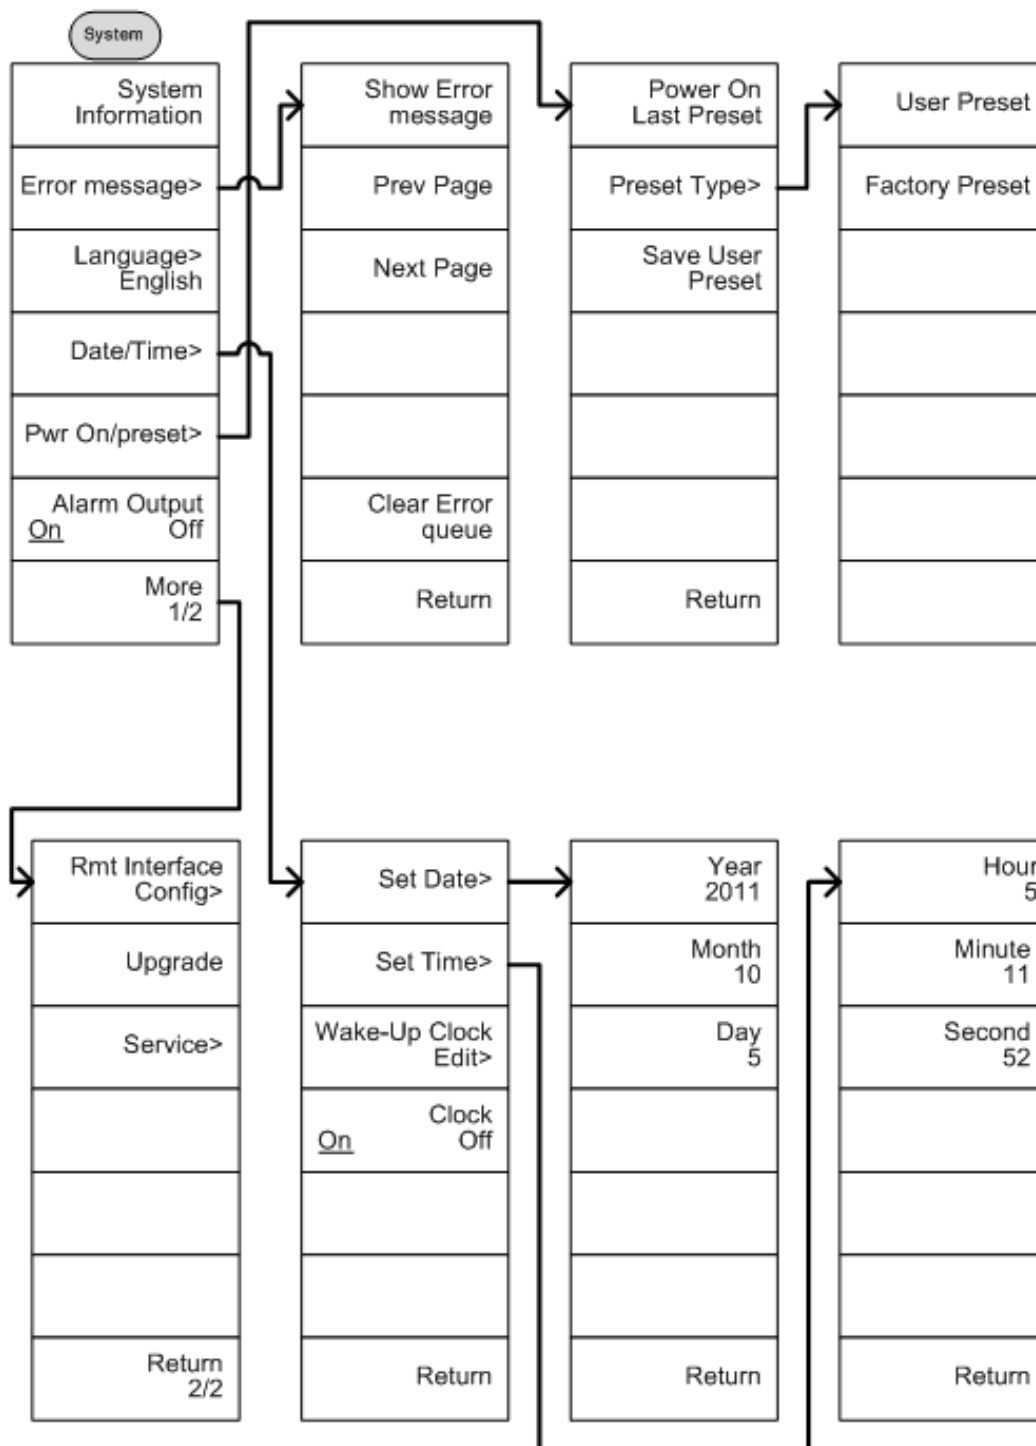 System
System
Information
Error message>
Language>
English
Date/Time>
Pwr On/preset>
Alarm Output
On Off
More
1/2
Show Error
message
Prev Page
Next Page
Clear Error
queue
Return
Power On
Last Preset
Preset Type>
Save User
Preset
Return
User Preset
Factory Preset
Rmt Interface
Config>
Upgrade
Service>
Return
2/2
Set Date>
Set Time>
Wake-Up Clock
Edit>
Clock
On Off
Return
Year
2011
Month
10
Day
5
Return
Hour
5
Minute
11
Second
52
Return